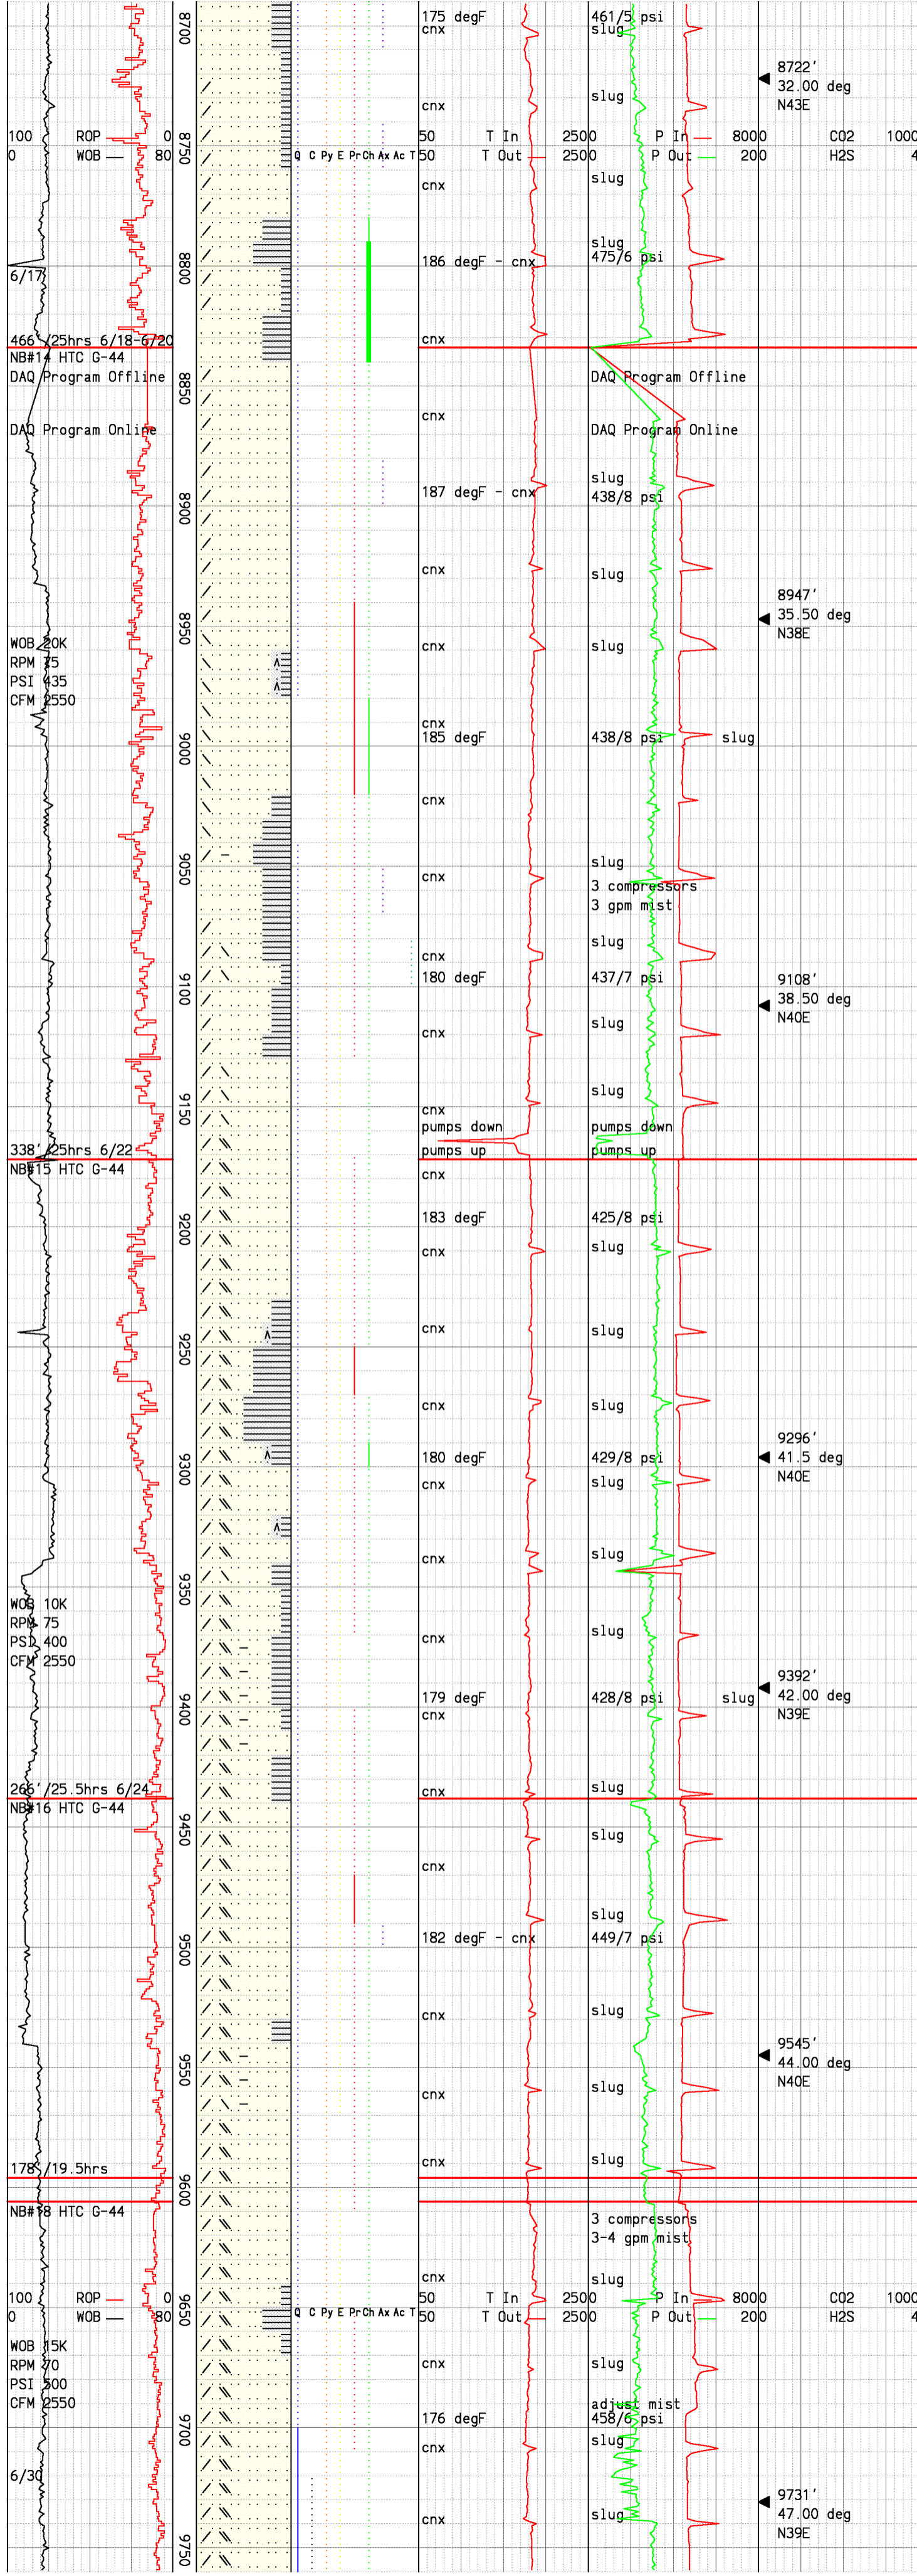 8700
175 degF
cnx
461/5 psi
slug
8722'
32.00 deg
N43E
cnx
slug
100 ROP 0
0 WOB 80
8750
Q C Py E Pr Ch Ax Ac T
50 T In 250
50 T Out 250
0 P In 800
0 P Out 200
0 CO2 1000
0 H2S 4
cnx
slug
slug
186 degF - cnx
475/6 psi
6/17
8800
cnx
466'/25hrs 6/18-6/20
NB#14 HTC G-44
DAQ Program Offline
DAQ Program Offline
8850
cnx
DAQ Program Online
DAQ Program Online
slug
187 degF - cnx
438/8 psi
8900
cnx
slug
8947'
35.50 deg
N38E
8950
WOB 20K
RPM 75
PSI 435
CFM 2550
cnx
slug
cnx
185 degF
438/8 psi
slug
9000
cnx
slug
9050
cnx
3 compressors
3 gpm mist
slug
cnx
180 degF
437/7 psi
9108'
38.50 deg
N40E
9100
slug
cnx
slug
cnx
9150
pumps down
pumps down
338'/25hrs 6/22
pumps up
pumps up
NB#15 HTC G-44
cnx
183 degF
425/8 psi
9200
slug
cnx
cnx
slug
9250
cnx
slug
9296'
41.5 deg
N40E
180 degF
429/8 psi
9300
cnx
slug
cnx
slug
9350
WOB 10K
RPM 75
PSI 400
CFM 2550
cnx
slug
9392'
42.00 deg
N39E
179 degF
428/8 psi
slug
9400
cnx
266'/25.5hrs 6/24
cnx
slug
NB#16 HTC G-44
9450
slug
cnx
slug
182 degF - cnx
449/7 psi
9500
cnx
slug
9545'
44.00 deg
N40E
9550
cnx
slug
178'/19.5hrs
cnx
slug
9600
NB#18 HTC G-44
3 compressors
3-4 gpm mist
cnx
slug
100 ROP 0
0 WOB 80
9650
Q C Py E Pr Ch Ax Ac T
50 T In 250
50 T Out 250
0 P In 800
0 P Out 200
0 CO2 1000
0 H2S 4
WOB 15K
RPM 70
PSI 500
CFM 2550
cnx
slug
adjust mist
176 degF
458/6 psi
9700
cnx
slug
6/30
9731'
47.00 deg
N39E
cnx
slug
9750